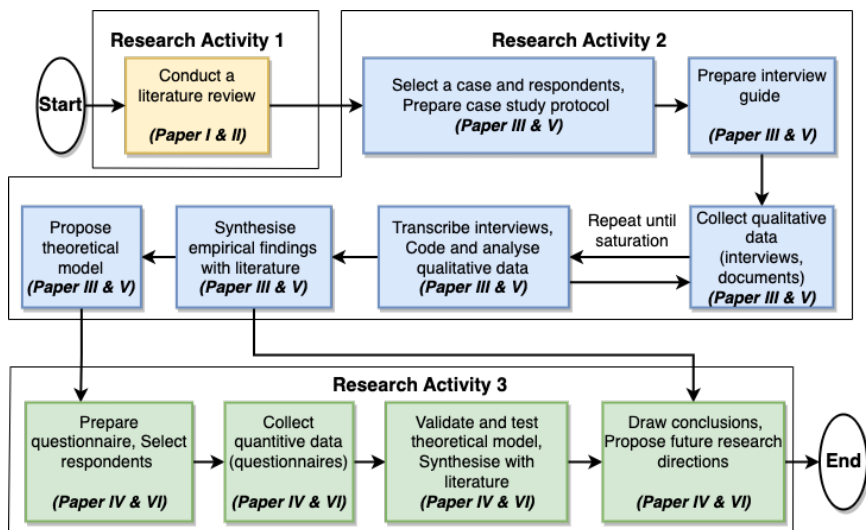 Research Activity 1
Research Activity 2
Start
Conduct a
literature review
(Paper I & II)
Select a case and respondents,
Prepare case study protocol
(Paper III & V)
Prepare interview
guide
(Paper III & V)
Propose
theoretical
model
(Paper III & V)
Synthesise
empirical findings
with literature
(Paper III & V)
Transcribe interviews,
Code and analyse
qualitative data
(Paper III & V)
Repeat until
saturation
Collect qualitative
data
(interviews,
documents)
(Paper III & V)
Research Activity 3
Prepare
questionnaire, Select
respondents
(Paper IV & VI)
Collect
quantitive data
(questionnaires)
(Paper IV & VI)
Validate and test
theoretical model,
Synthesise with
literature
(Paper IV & VI)
Draw conclusions,
Propose future research
directions
(Paper IV & VI)
End